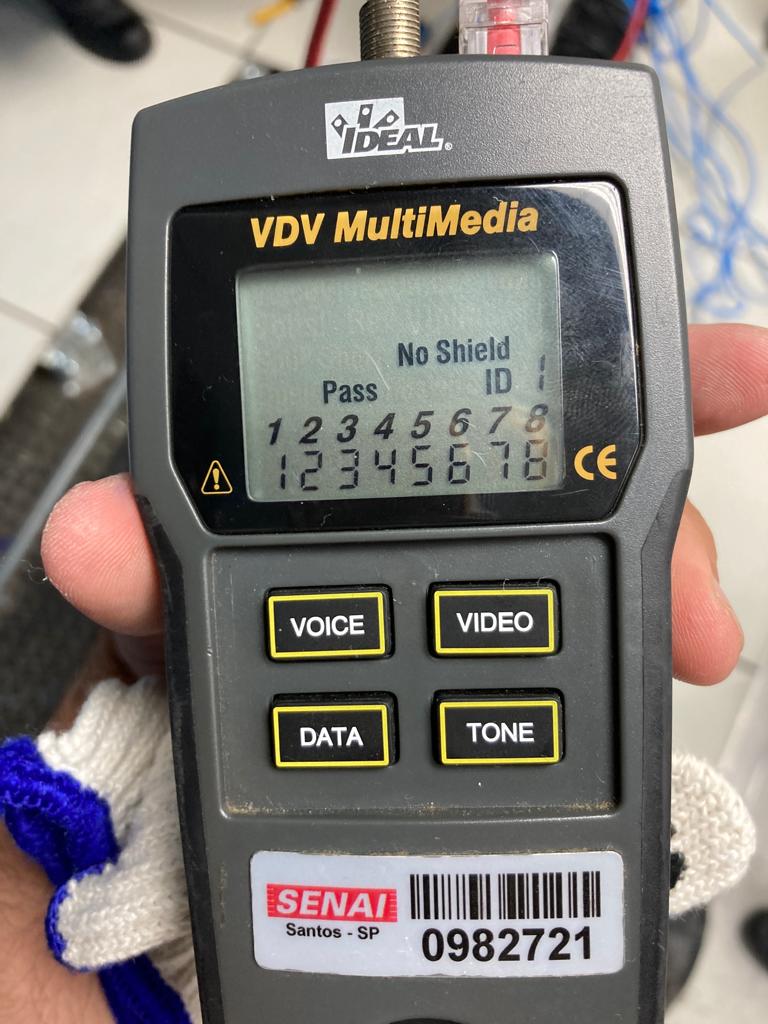 IDEAL®
VDV MultiMedia
No Shield
Pass ID 1
1 2 3 4 5 6 7 8
1 2 3 4 5 6 7 8
CE
VOICE VIDEO
DATA TONE
SENAI
Santos - SP
0982721